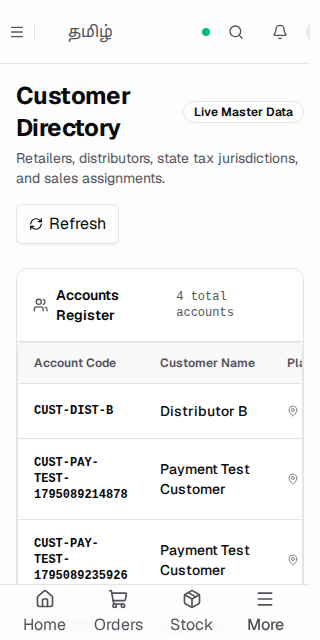 தமிழ்
Customer
Directory
Live Master Data
Retailers, distributors, state tax jurisdictions,
and sales assignments.
Refresh
Accounts
Register
4 total
accounts
Account Code
Customer Name
CUST-DIST-B
Distributor B
CUST-PAY-
TEST-
1795089214878
Payment Test
Customer
CUST-PAY-
TEST-
1795089235926
Payment Test
Customer
Home
Orders
Stock
More